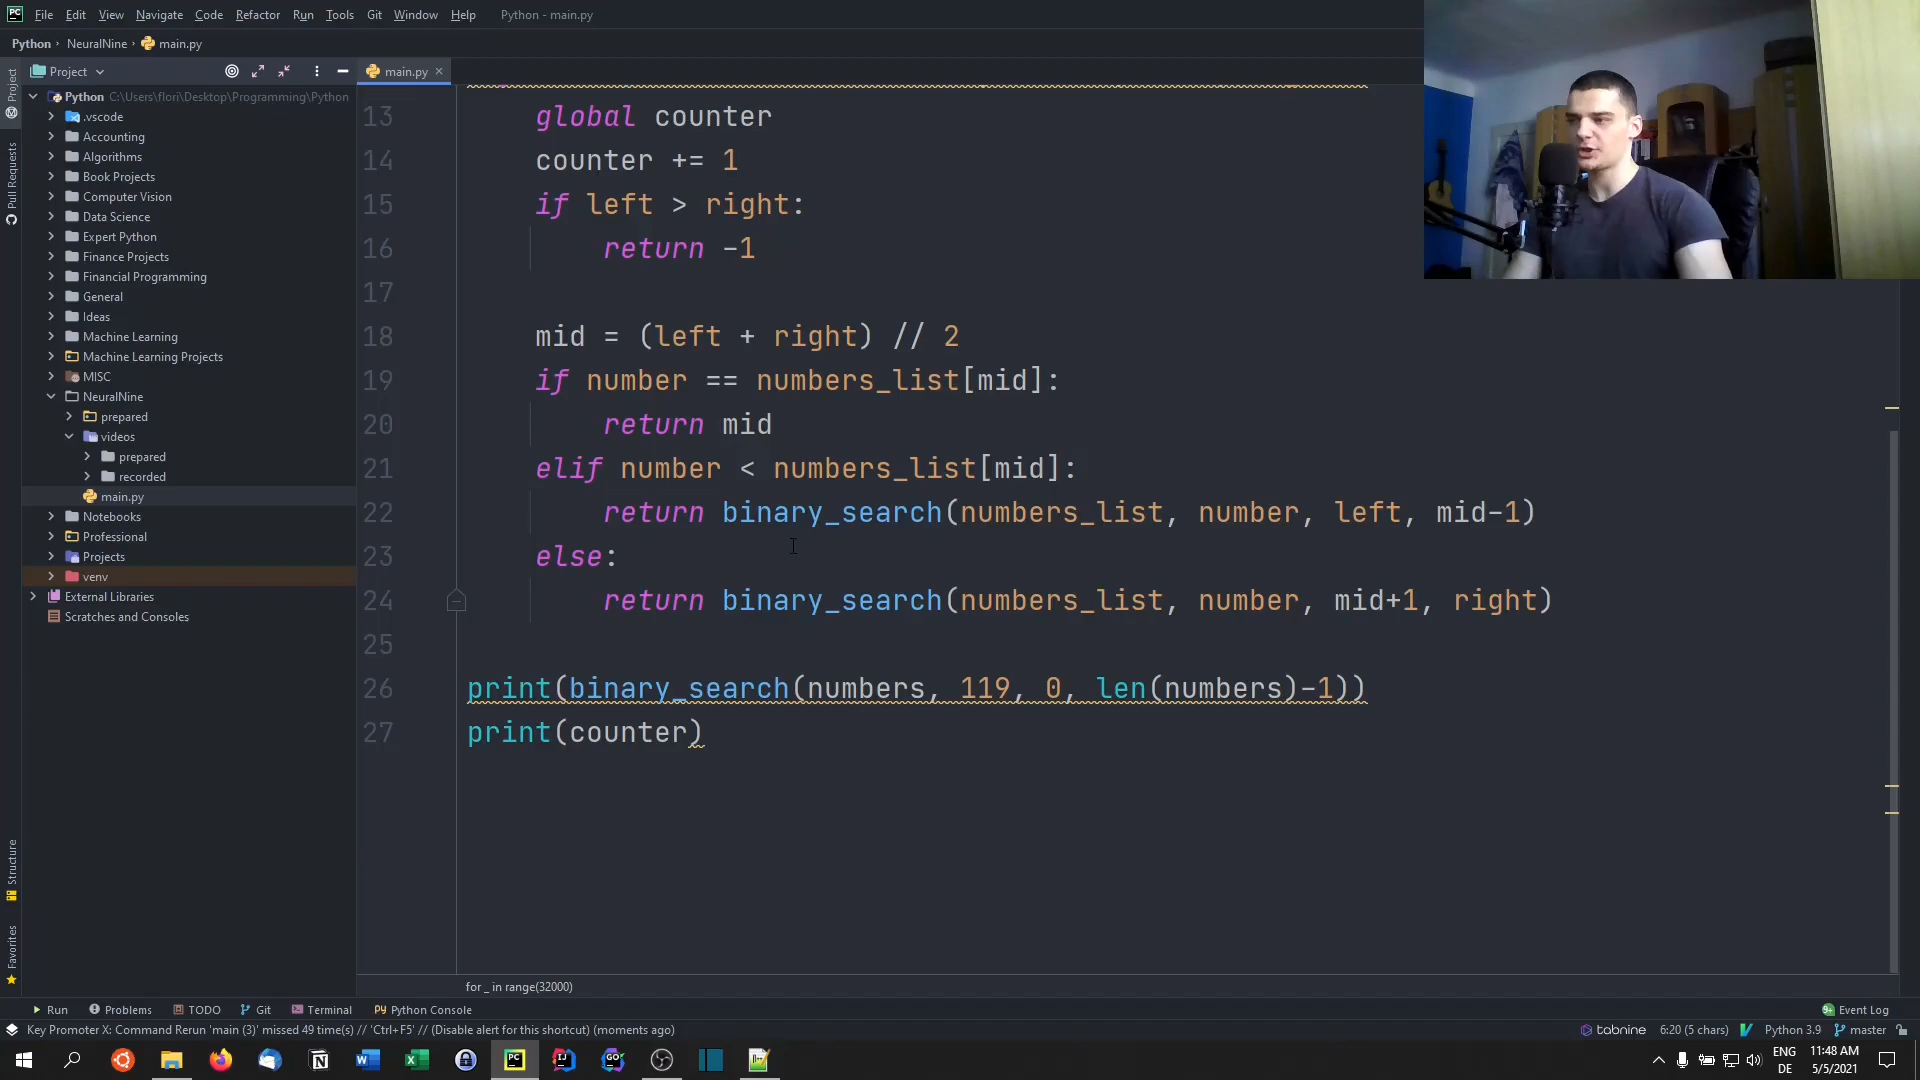 File Edit View Navigate Code Refactor Run Tools Git Window Help Python - main.py
Python › NeuralNine › main.py
Project
main.py
Project
Pull Requests
Structure
Favorites
Python C:\Users\flori\Desktop\Programming\Python
.vscode
Accounting
Algorithms
Book Projects
Computer Vision
Data Science
Expert Python
Finance Projects
Financial Programming
General
Ideas
Machine Learning
Machine Learning Projects
MISC
NeuralNine
prepared
videos
prepared
recorded
main.py
Notebooks
Professional
Projects
venv
External Libraries
Scratches and Consoles
13 global counter
14 counter += 1
15 if left > right:
16 return -1
17
18 mid = (left + right) // 2
19 if number == numbers_list[mid]:
20 return mid
21 elif number < numbers_list[mid]:
22 return binary_search(numbers_list, number, left, mid-1)
23 else:
24 return binary_search(numbers_list, number, mid+1, right)
25
26 print(binary_search(numbers, 119, 0, len(numbers)-1))
27 print(counter)
for _ in range(32000)
Run Problems TODO Git Terminal Python Console Event Log
Key Promoter X: Command Rerun 'main (3)' missed 49 time(s) // 'Ctrl+F5' // (Disable alert for this shortcut) (moments ago) tabnine 6:20 (5 chars) Python 3.9 master
ENG 11:48 AM
DE 5/5/2021